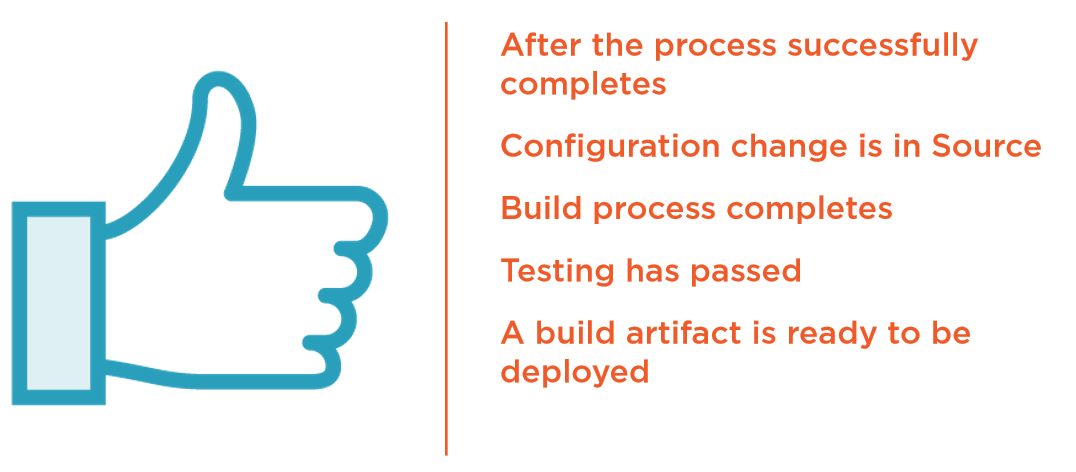 After the process successfully
completes
Configuration change is in Source
Build process completes
Testing has passed
A build artifact is ready to be
deployed